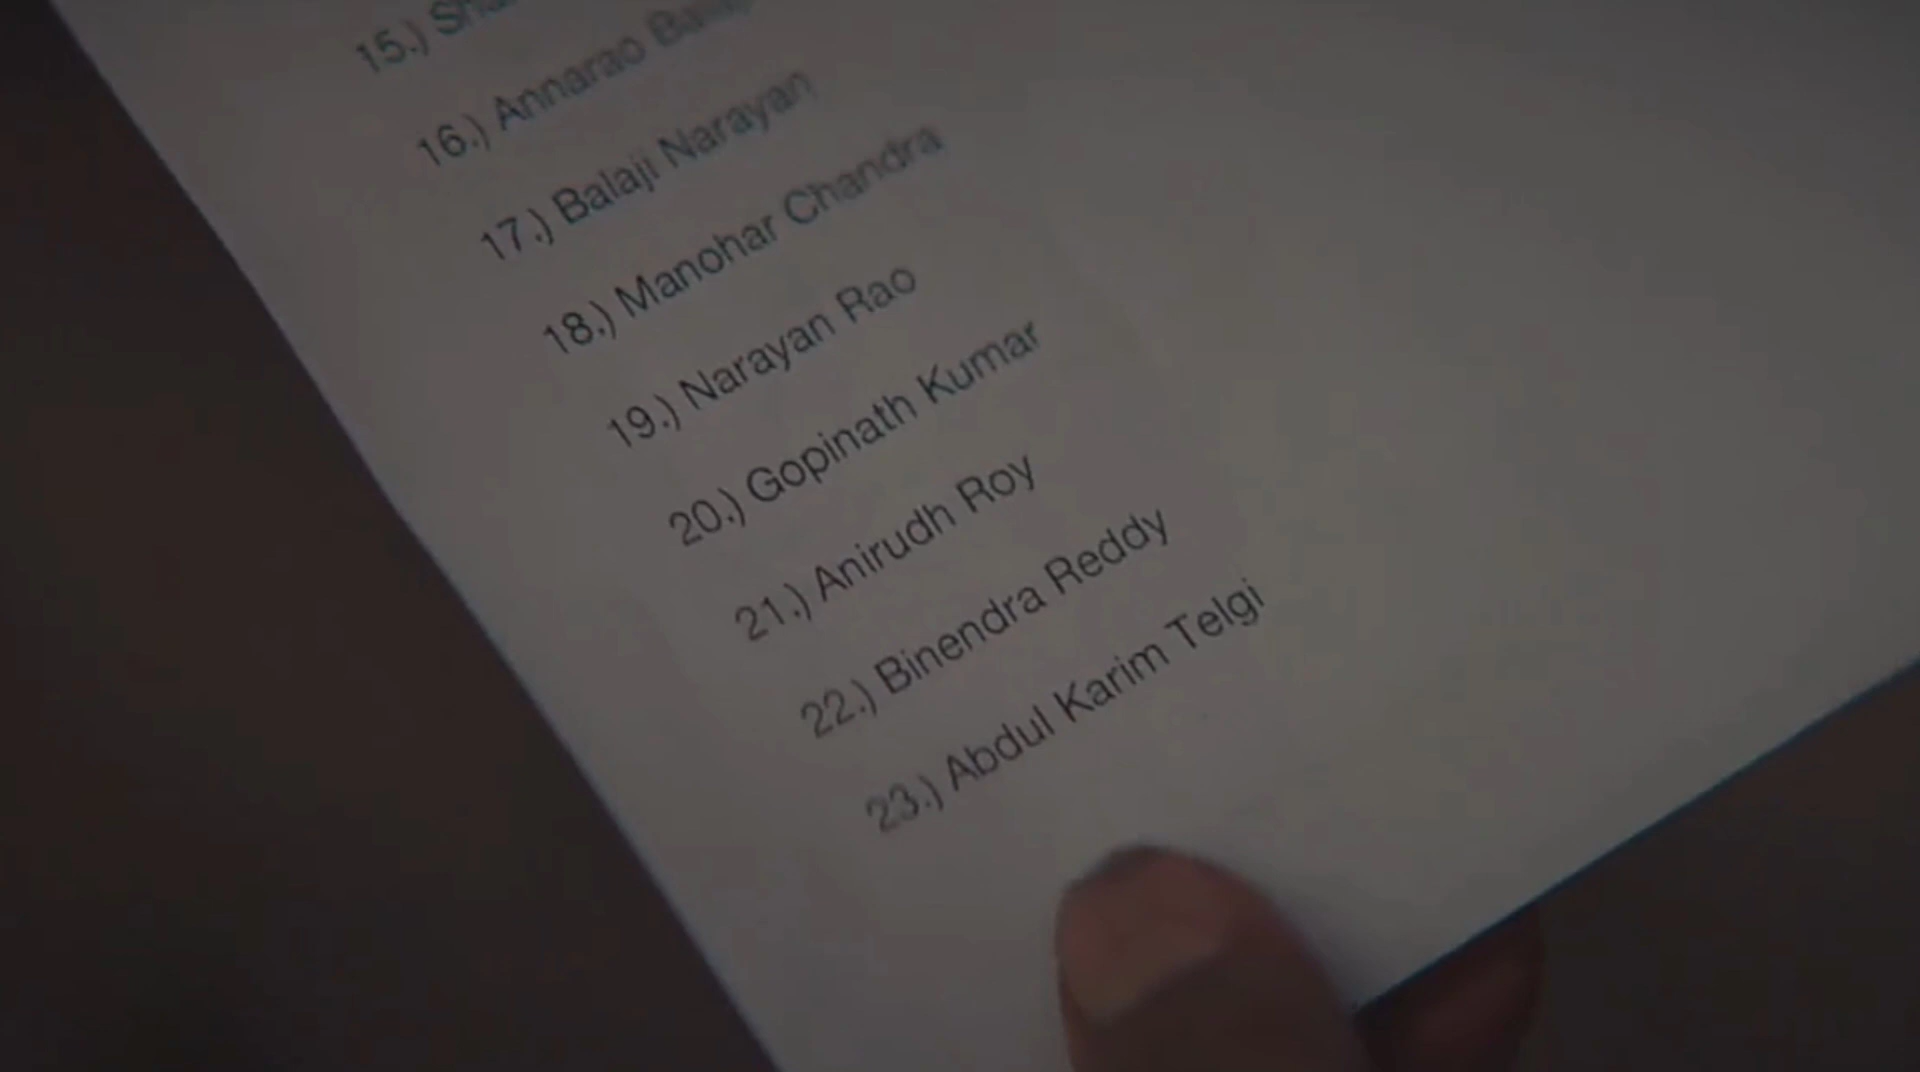 15.)
16.) Annarao
17.) Balaji Narayan
18.) Manohar Chandra
19.) Narayan Rao
20.) Gopinath Kumar
21.) Anirudh Roy
22.) Binendra Reddy
23.) Abdul Karim Telgi